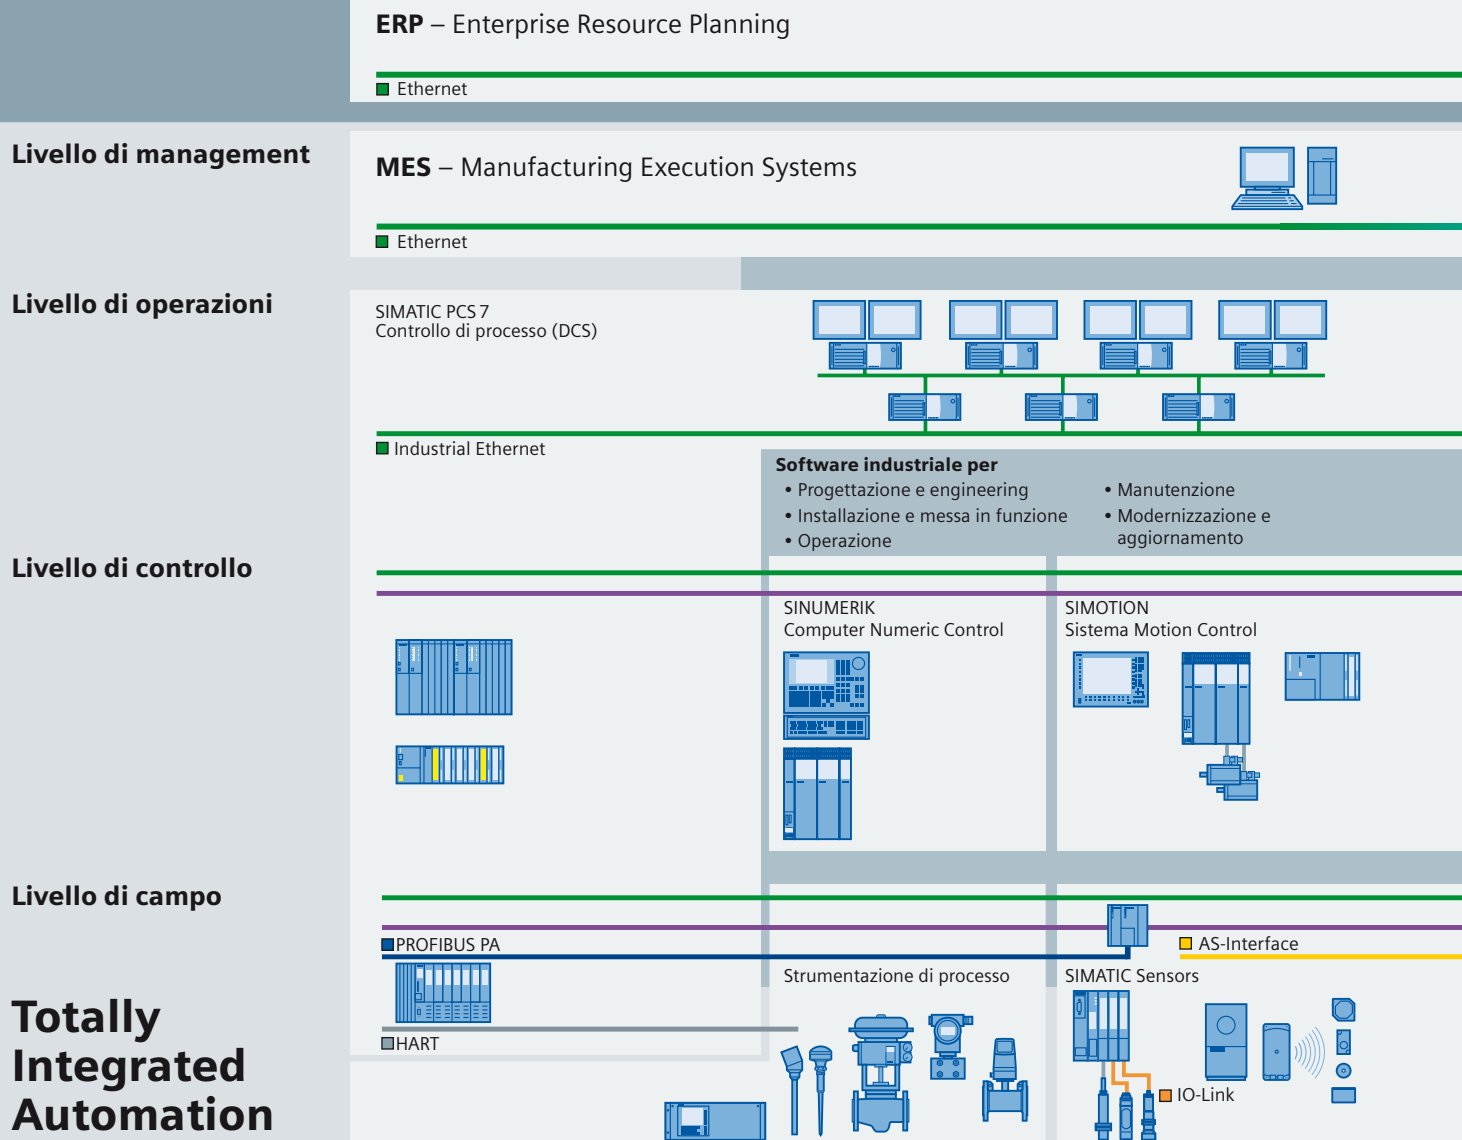 ERP – Enterprise Resource Planning
Ethernet
Livello di management
MES – Manufacturing Execution Systems
Ethernet
Livello di operazioni
SIMATIC PCS 7
Controllo di processo (DCS)
Industrial Ethernet
Software industriale per
• Progettazione e engineering
• Installazione e messa in funzione
• Operazione
• Manutenzione
• Modernizzazione e
aggiornamento
Livello di controllo
SINUMERIK
Computer Numeric Control
SIMOTION
Sistema Motion Control
Livello di campo
PROFIBUS PA
AS-Interface
Strumentazione di processo
SIMATIC Sensors
HART
IO-Link
Totally
Integrated
Automation